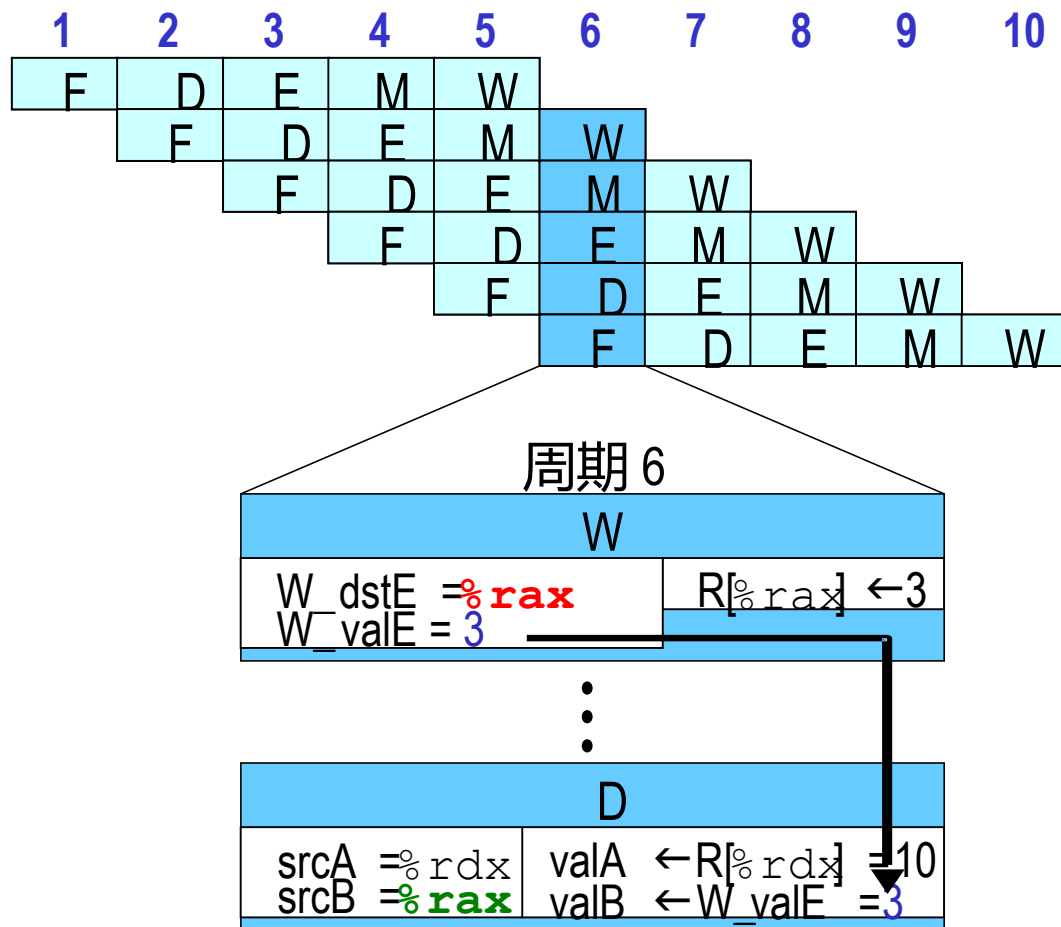 1 2 3 4 5 6 7 8 9 10
F D E M W
F D E M W
F D E M W
F D E M W
F D E M W
F D E M W
周期 6
W
W_dstE =%rax
W_valE = 3
R[%rax] ←3
D
srcA =%rdx
srcB =%rax
valA ←R[%rdx] =10
valB ←W_valE =3